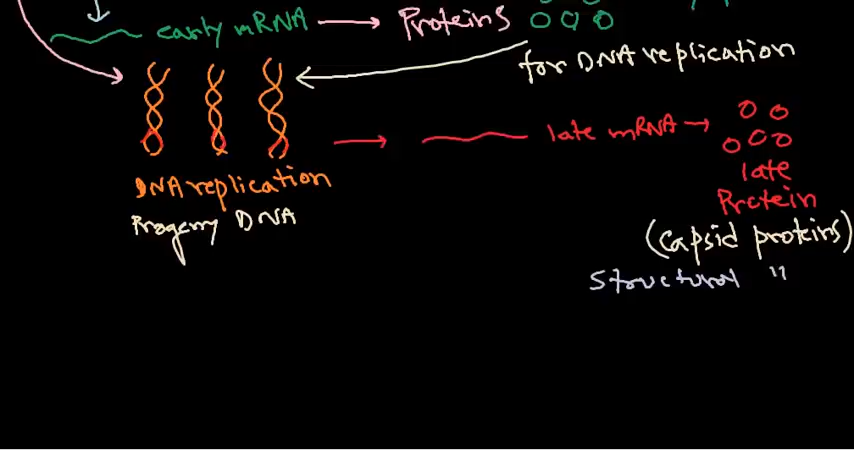 early mRNA Proteins
for DNA replication
late mRNA
late
Protein
DNA replication
Progeny DNA
(capsid proteins)
Structural "